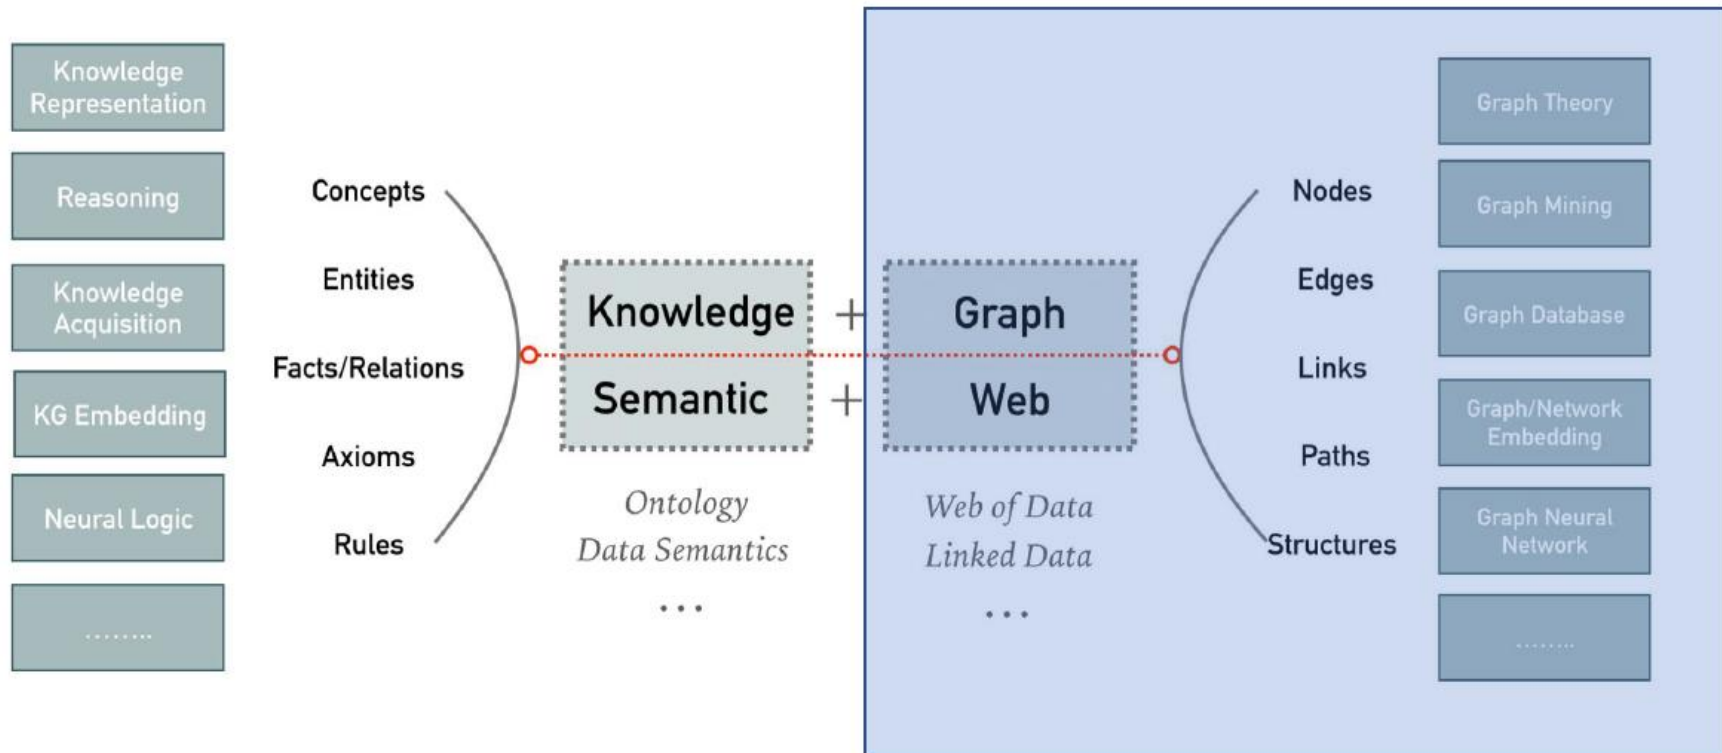 Knowledge
Representation
Reasoning
Knowledge
Acquisition
KG Embedding
Neural Logic
........
Concepts
Entities
Facts/Relations
Axioms
Rules
Knowledge + Graph
Semantic + Web
Ontology
Data Semantics
...
Web of Data
Linked Data
...
Nodes
Edges
Links
Paths
Structures
Graph Theory
Graph Mining
Graph Database
Graph/Network
Embedding
Graph Neural
Network
........